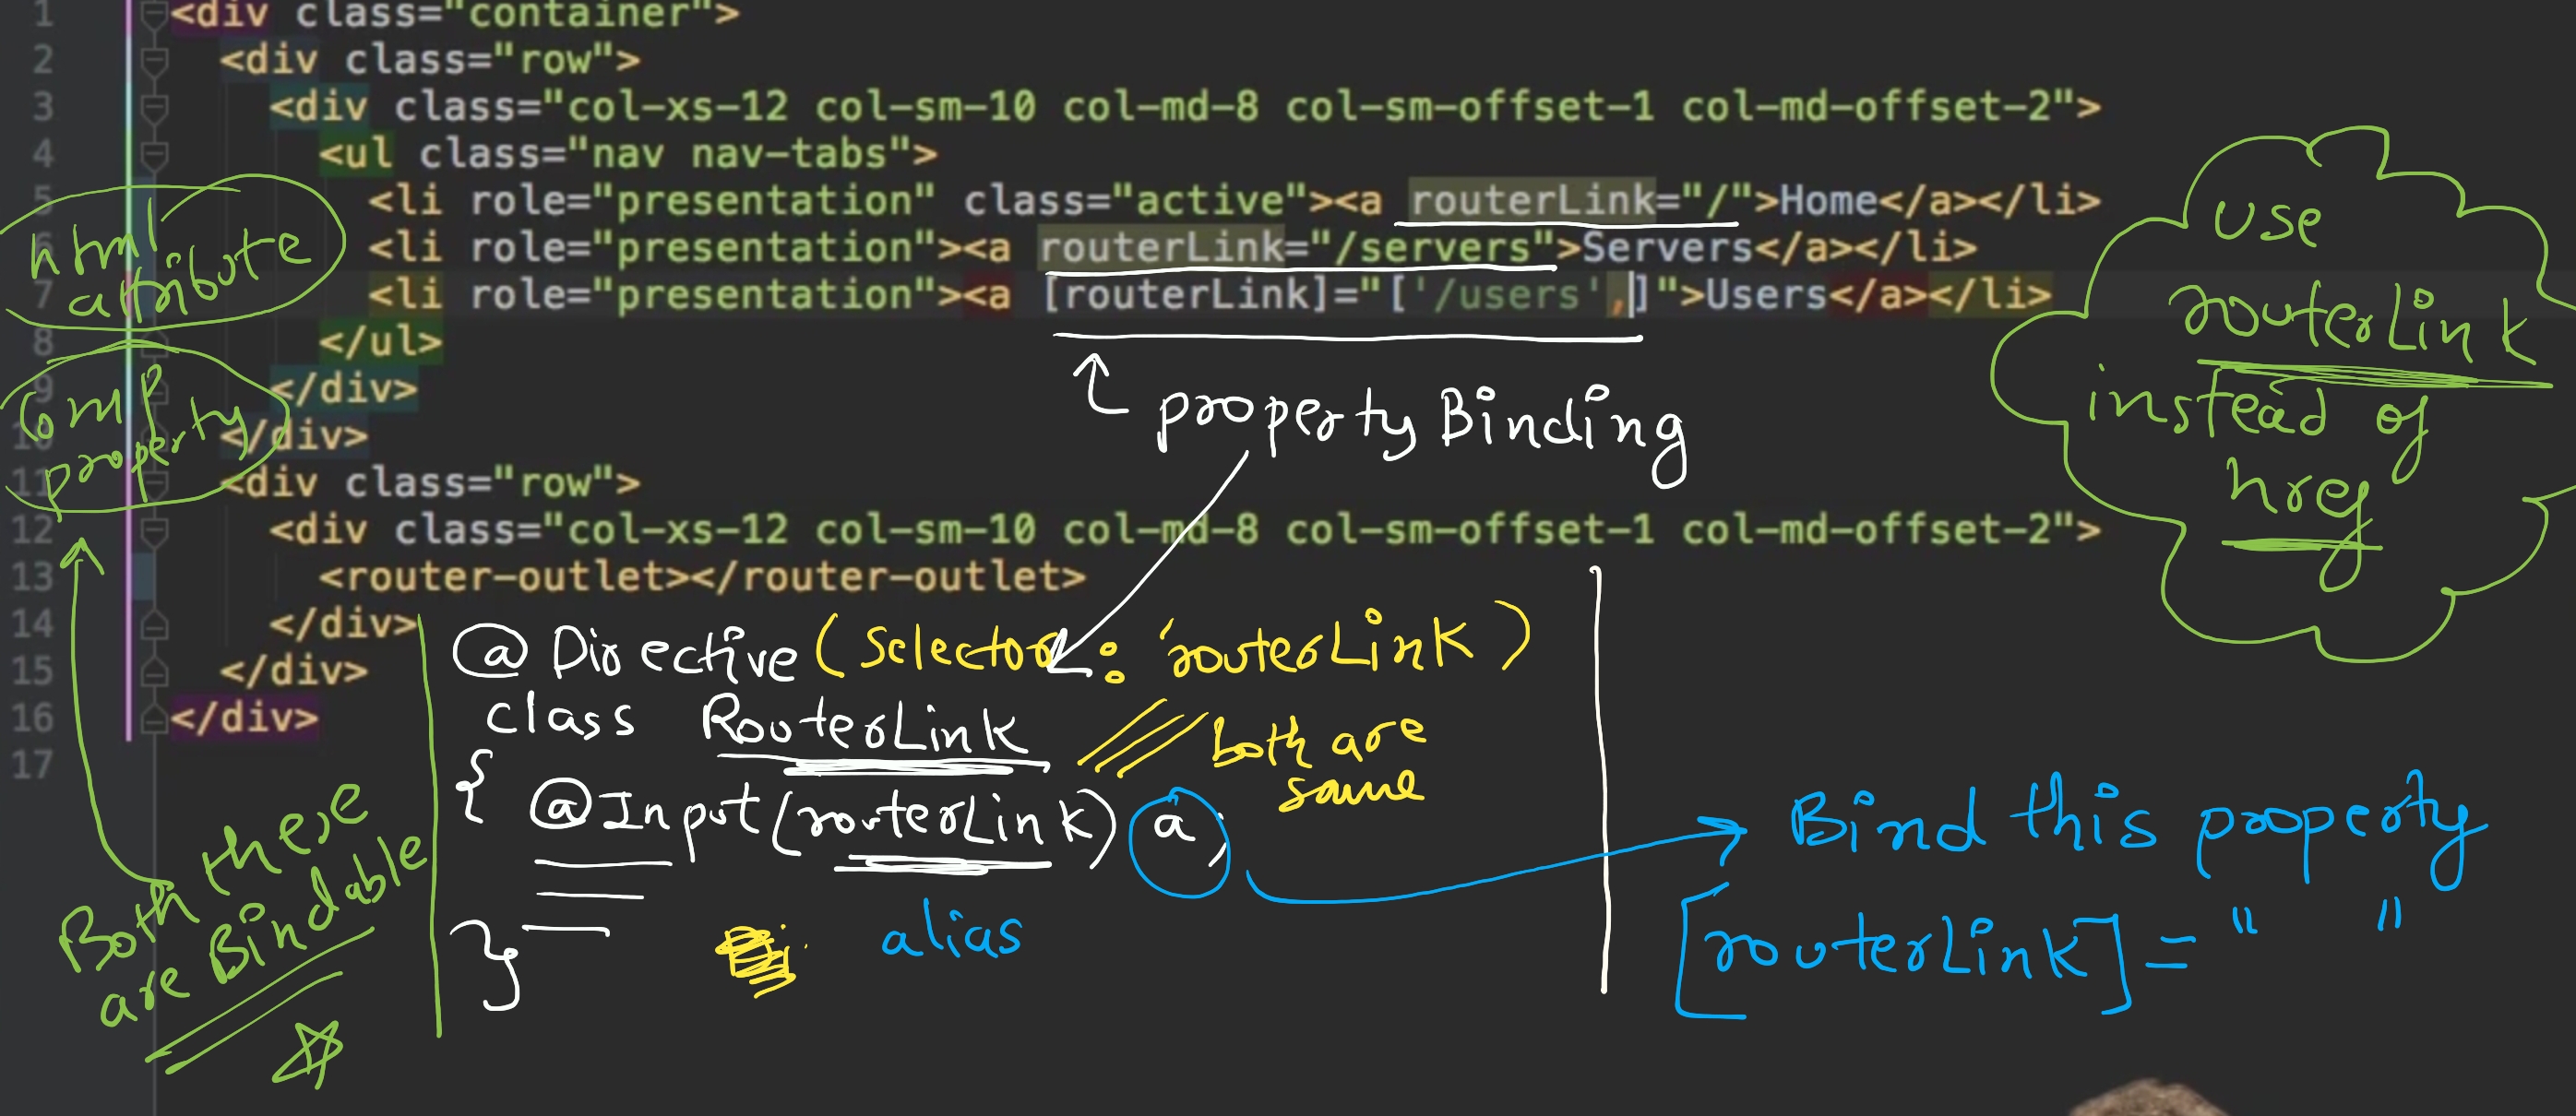 1 <div class="container">
2 <div class="row">
3 <div class="col-xs-12 col-sm-10 col-md-8 col-sm-offset-1 col-md-offset-2">
4 <ul class="nav nav-tabs">
5 <li role="presentation" class="active"><a routerLink="/">Home</a></li>
6 <li role="presentation"><a routerLink="/servers">Servers</a></li>
7 <li role="presentation"><a [routerLink]="['/users',]">Users</a></li>
8 </ul>
9 </div>
10 </div>
11 <div class="row">
12 <div class="col-xs-12 col-sm-10 col-md-8 col-sm-offset-1 col-md-offset-2">
13 <router-outlet></router-outlet>
14 </div>
15 </div>
16 </div>
17
html
attribute
Comp
property
Both these
are Bindable
property Binding
use
routerLink
instead of
href
@Directive(selector : 'routerLink)
class RouterLink
both are
same
{ @Input(routerLink) a;
alias
}
Bind this property
[routerLink]=" "